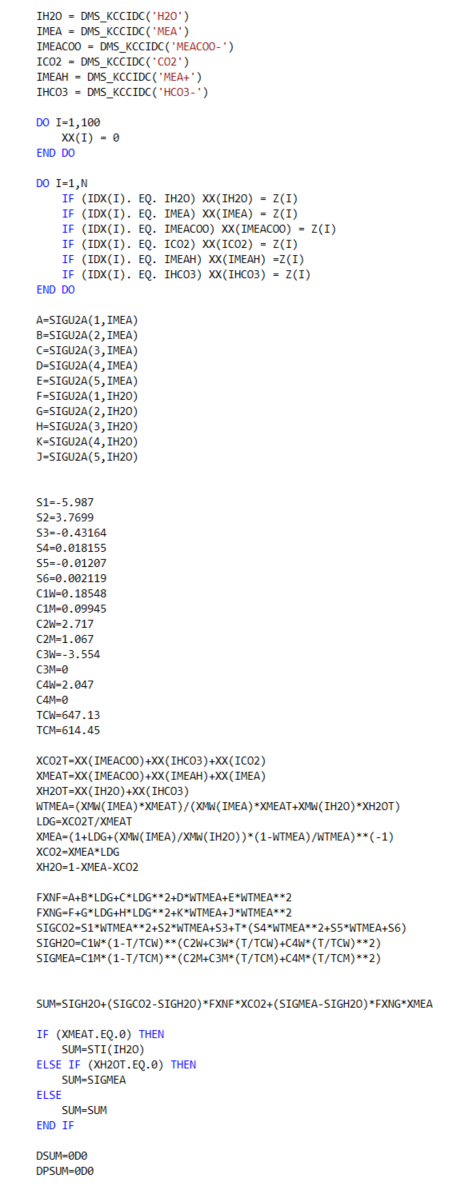 IH2O = DMS_KCCIDC('H2O')
IMEA = DMS_KCCIDC('MEA')
IMEACOO = DMS_KCCIDC('MEACOO-')
ICO2 = DMS_KCCIDC('CO2')
IMEAH = DMS_KCCIDC('MEA+')
IHCO3 = DMS_KCCIDC('HCO3-')
DO I=1,100
XX(I) = 0
END DO
DO I=1,N
IF (IDX(I). EQ. IH2O) XX(IH2O) = Z(I)
IF (IDX(I). EQ. IMEA) XX(IMEA) = Z(I)
IF (IDX(I). EQ. IMEACOO) XX(IMEACOO) = Z(I)
IF (IDX(I). EQ. ICO2) XX(ICO2) = Z(I)
IF (IDX(I). EQ. IMEAH) XX(IMEAH) =Z(I)
IF (IDX(I). EQ. IHCO3) XX(IHCO3) = Z(I)
END DO
A=SIGU2A(1,IMEA)
B=SIGU2A(2,IMEA)
C=SIGU2A(3,IMEA)
D=SIGU2A(4,IMEA)
E=SIGU2A(5,IMEA)
F=SIGU2A(1,IH2O)
G=SIGU2A(2,IH2O)
H=SIGU2A(3,IH2O)
K=SIGU2A(4,IH2O)
J=SIGU2A(5,IH2O)
S1=-5.987
S2=3.7699
S3=-0.43164
S4=0.018155
S5=-0.01207
S6=0.002119
C1W=0.18548
C1M=0.09945
C2W=2.717
C2M=1.067
C3W=-3.554
C3M=0
C4W=2.047
C4M=0
TCW=647.13
TCM=614.45
XCO2T=XX(IMEACOO)+XX(IHCO3)+XX(ICO2)
XMEAT=XX(IMEACOO)+XX(IMEAH)+XX(IMEA)
XH2OT=XX(IH2O)+XX(IHCO3)
WTMEA=(XMW(IMEA)*XMEAT)/(XMW(IMEA)*XMEAT+XMW(IH2O)*XH2OT)
LDG=XCO2T/XMEAT
XMEA=(1+LDG+(XMW(IMEA)/XMW(IH2O))*(1-WTMEA)/WTMEA)**(-1)
XCO2=XMEA*LDG
XH2O=1-XMEA-XCO2
FXNF=A+B*LDG+C*LDG**2+D*WTMEA+E*WTMEA**2
FXNG=F+G*LDG+H*LDG**2+K*WTMEA+J*WTMEA**2
SIGCO2=S1*WTMEA**2+S2*WTMEA+S3+T*(S4*WTMEA**2+S5*WTMEA+S6)
SIGH2O=C1W*(1-T/TCW)**(C2W+C3W*(T/TCW)+C4W*(T/TCW)**2)
SIGMEA=C1M*(1-T/TCM)**(C2M+C3M*(T/TCM)+C4M*(T/TCM)**2)
SUM=SIGH2O+(SIGCO2-SIGH2O)*FXNF*XCO2+(SIGMEA-SIGH2O)*FXNG*XMEA
IF (XMEAT.EQ.0) THEN
SUM=STI(IH2O)
ELSE IF (XH2OT.EQ.0) THEN
SUM=SIGMEA
ELSE
SUM=SUM
END IF
DSUM=0D0
DPSUM=0D0